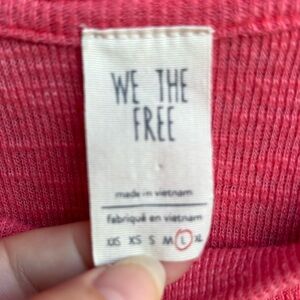 WE THE
FREE
made in vietnam
fabriqué en vietnam
XXS XS S M L XL